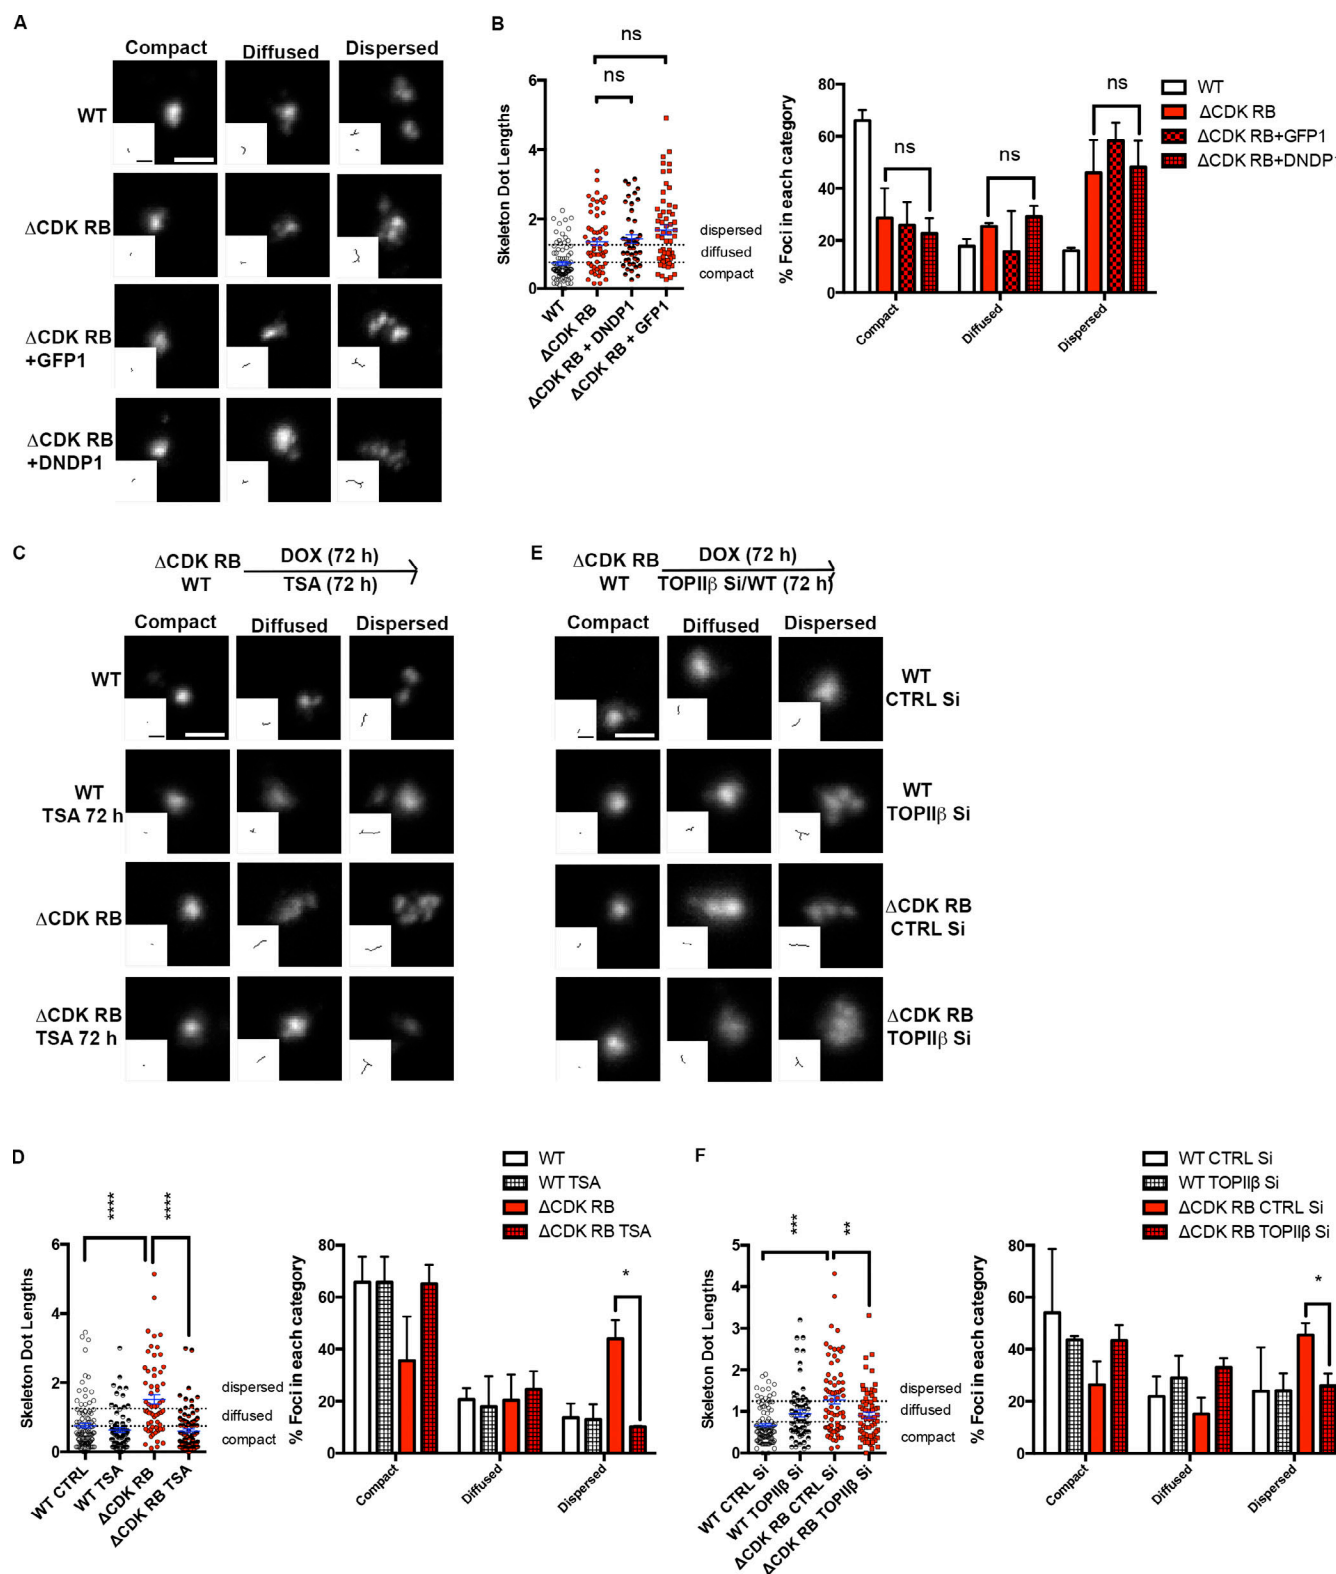 A
Compact Diffused Dispersed
WT
ΔCDK RB
ΔCDK RB
+GFP1
ΔCDK RB
+DNDP1
B
ns
ns
Skeleton Dot Lengths
6
4
2
0
dispersed
diffused
compact
WT
ΔCDK RB
ΔCDK RB + DNDP1
ΔCDK RB + GFP1
% Foci in each category
80
60
40
20
0
ns
ns
ns
Compact
Diffused
Dispersed
WT
ΔCDK RB
ΔCDK RB+GFP1
ΔCDK RB+DNDP1
C
ΔCDK RB
WT
DOX (72 h)
TSA (72 h)
Compact Diffused Dispersed
WT
WT
TSA 72 h
ΔCDK RB
ΔCDK RB
TSA 72 h
E
ΔCDK RB
WT
DOX (72 h)
TOPIIβ Si/WT (72 h)
Compact Diffused Dispersed
WT
CTRL Si
WT
TOPIIβ Si
ΔCDK RB
CTRL Si
ΔCDK RB
TOPIIβ Si
D
****
****
Skeleton Dot Lengths
6
4
2
0
dispersed
diffused
compact
WT CTRL
WT TSA
ΔCDK RB
ΔCDK RB TSA
WT
WT TSA
ΔCDK RB
ΔCDK RB TSA
% Foci in each category
80
60
40
20
0
*
Compact
Diffused
Dispersed
F
***
**
Skeleton Dot Lengths
5
4
3
2
1
0
dispersed
diffused
compact
WT CTRL Si
WT TOPIIβ Si
ΔCDK RB CTRL Si
ΔCDK RB TOPIIβ Si
WT CTRL Si
WT TOPIIβ Si
ΔCDK RB CTRL Si
ΔCDK RB TOPIIβ Si
% Foci in each category
80
60
40
20
0
*
Compact
Diffused
Dispersed